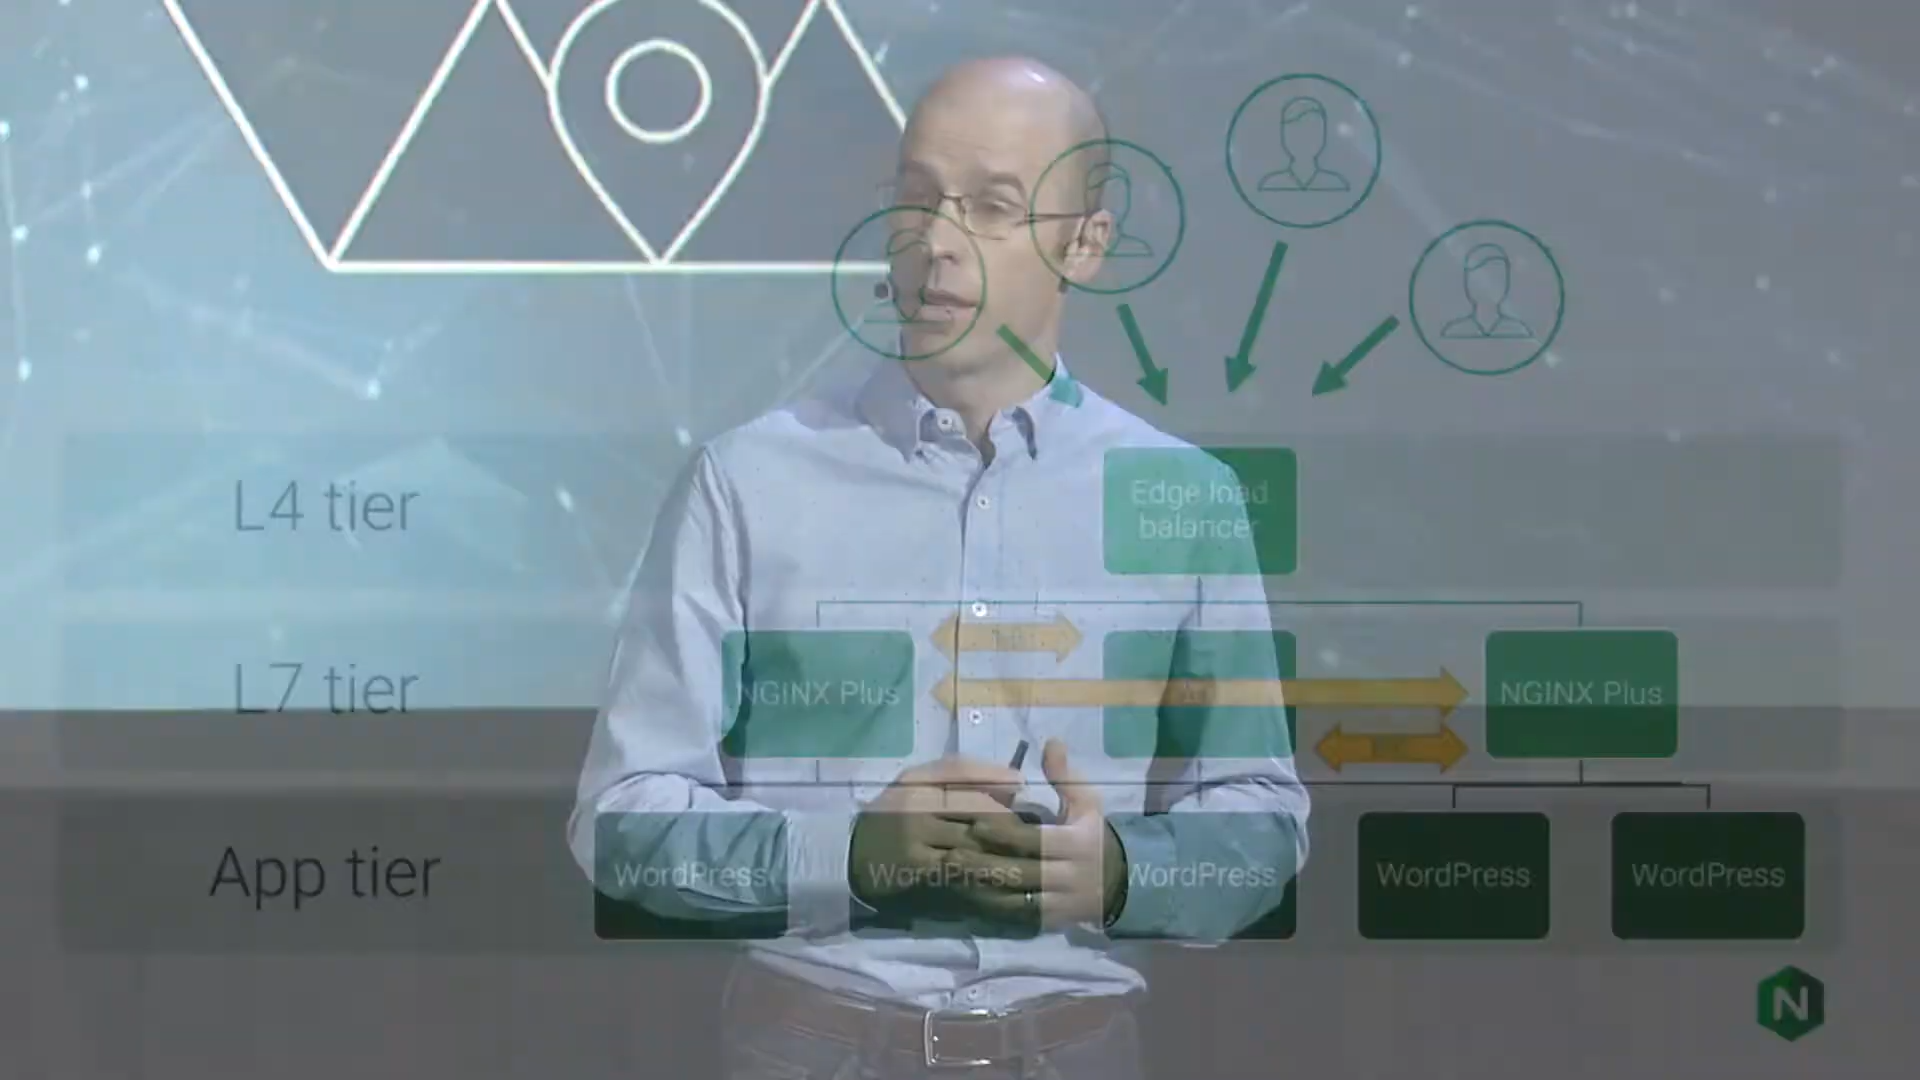 L4 tier
Edge load
balancer
L7 tier
NGINX Plus
NGINX Plus
App tier
WordPress
WordPress
WordPress
WordPress
WordPress
N